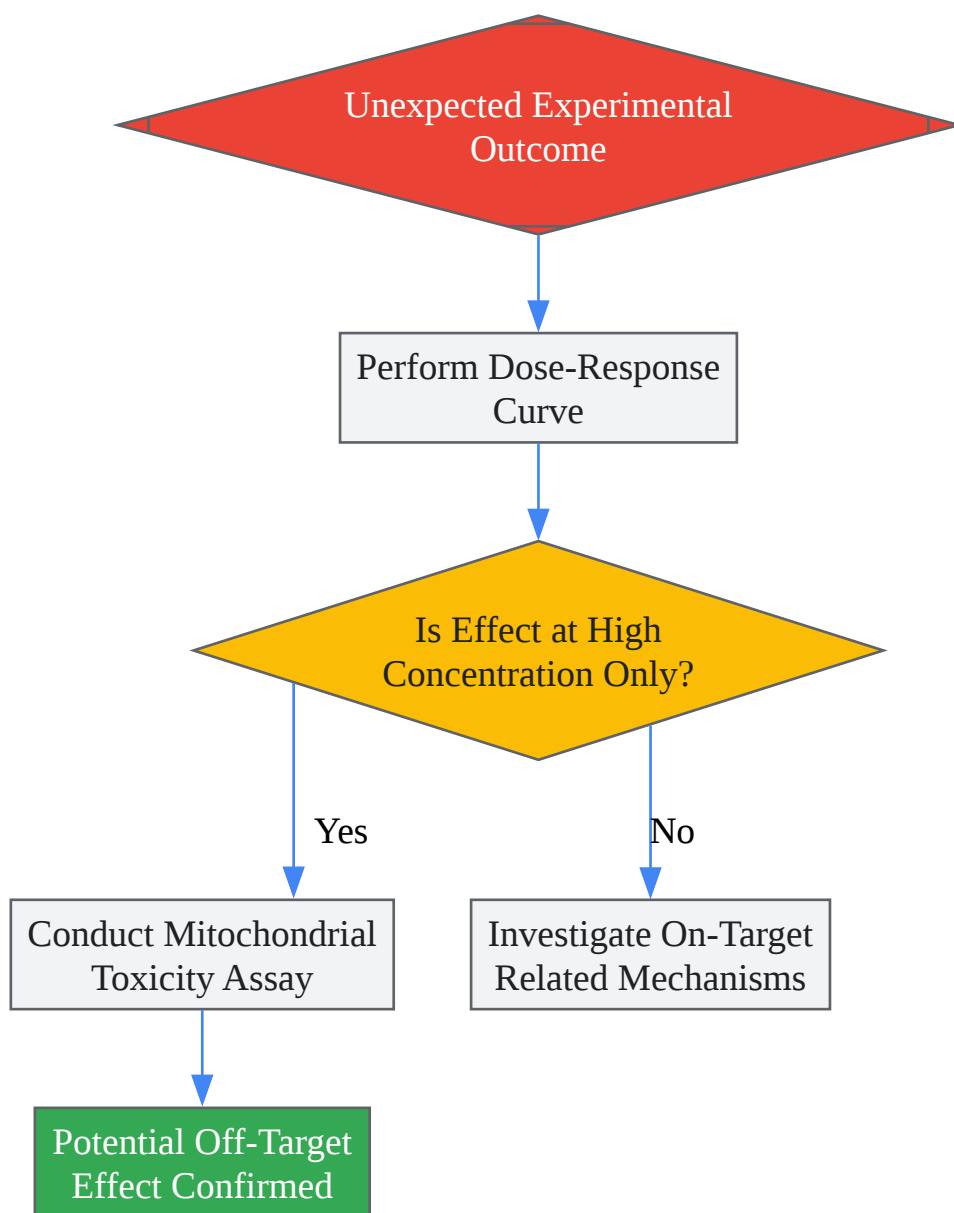 Unexpected Experimental
Outcome
Perform Dose-Response
Curve
Is Effect at High
Concentration Only?
Yes
No
Conduct Mitochondrial
Toxicity Assay
Investigate On-Target
Related Mechanisms
Potential Off-Target
Effect Confirmed